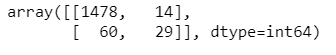 array([[1478,   14],
       [  60,   29]], dtype=int64)